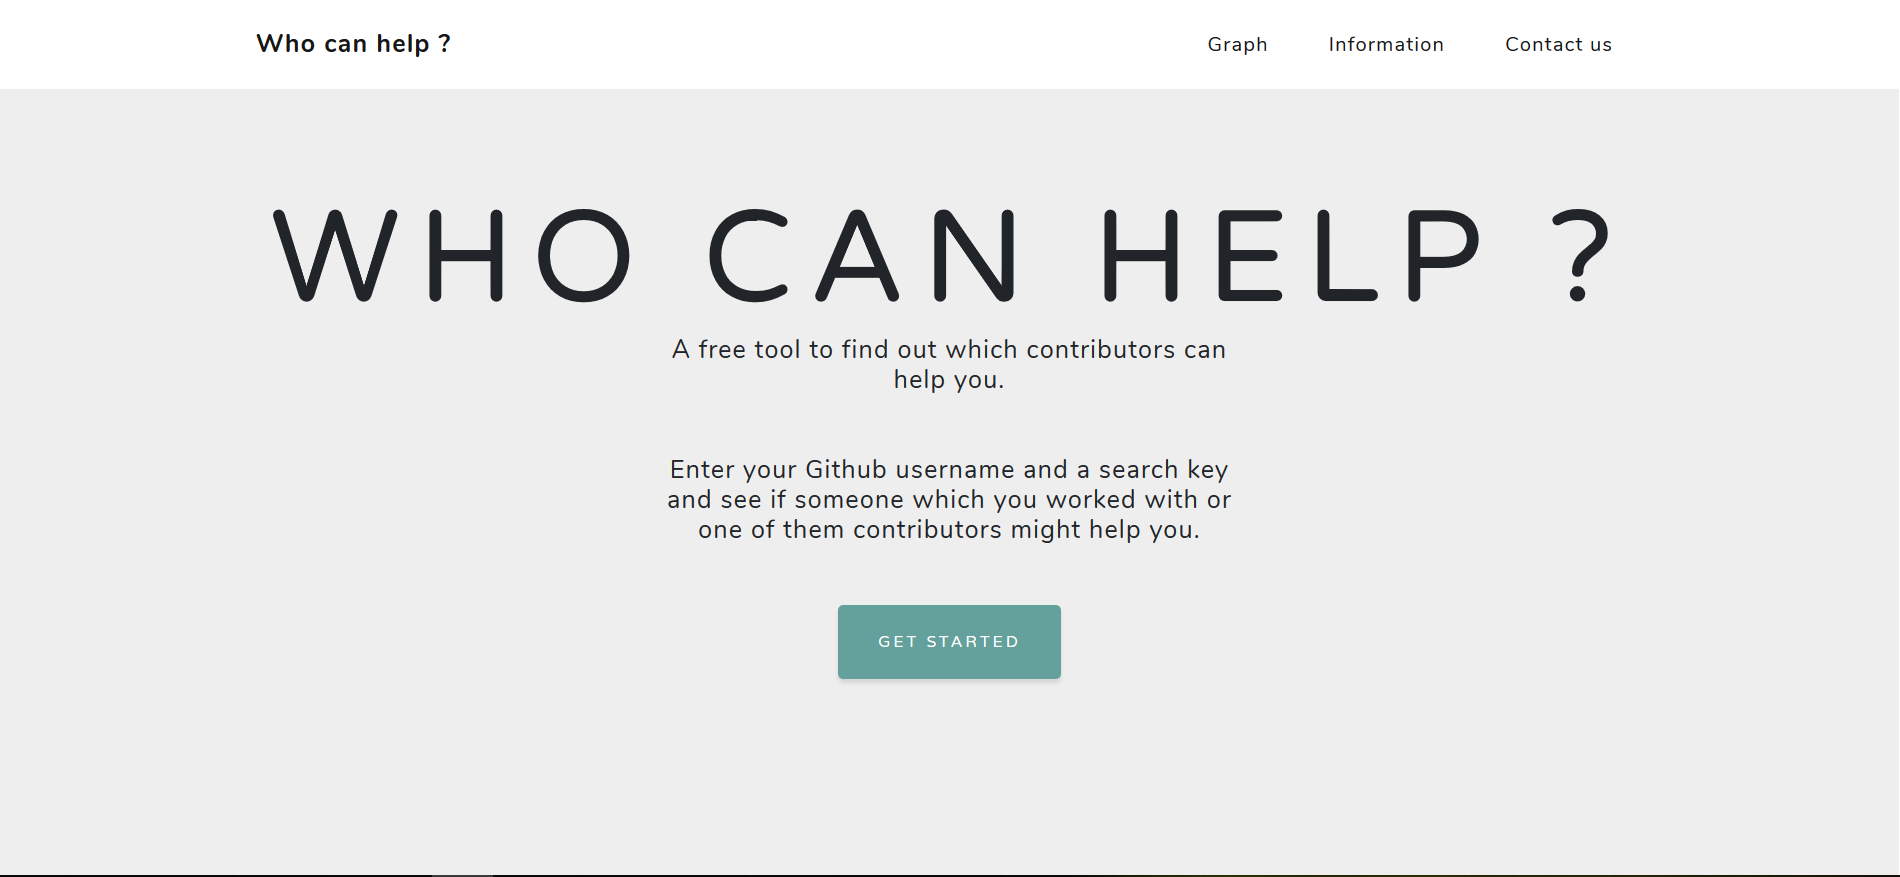 Who can help ?
Graph
Information
Contact us
WHO CAN HELP ?
A free tool to find out which contributors can
help you.
Enter your Github username and a search key
and see if someone which you worked with or
one of them contributors might help you.
GET STARTED